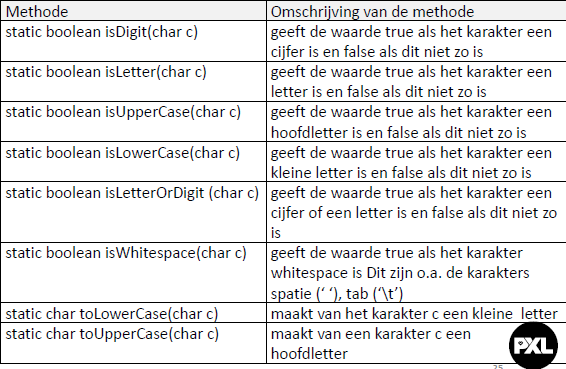 Methode Omschrijving van de methode
static boolean isDigit(char c) geeft de waarde true als het karakter een
cijfer is en false als dit niet zo is
static boolean isLetter(char c) geeft de waarde true als het karakter een
letter is en false als dit niet zo is
static boolean isUpperCase(char c) geeft de waarde true als het karakter een
hoofdletter is en false als dit niet zo is
static boolean isLowerCase(char c) geeft de waarde true als het karakter een
kleine letter is en false als dit niet zo is
static boolean isLetterOrDigit (char c) geeft de waarde true als het karakter een
cijfer of een letter is en false als dit niet zo
is
static boolean isWhitespace(char c) geeft de waarde true als het karakter
whitespace is Dit zijn o.a. de karakters
spatie (‘ ‘), tab (‘\t’)
static char toLowerCase(char c) maakt van het karakter c een kleine  letter
static char toUpperCase(char c) maakt van een karakter c een
hoofdletter
PXL
25